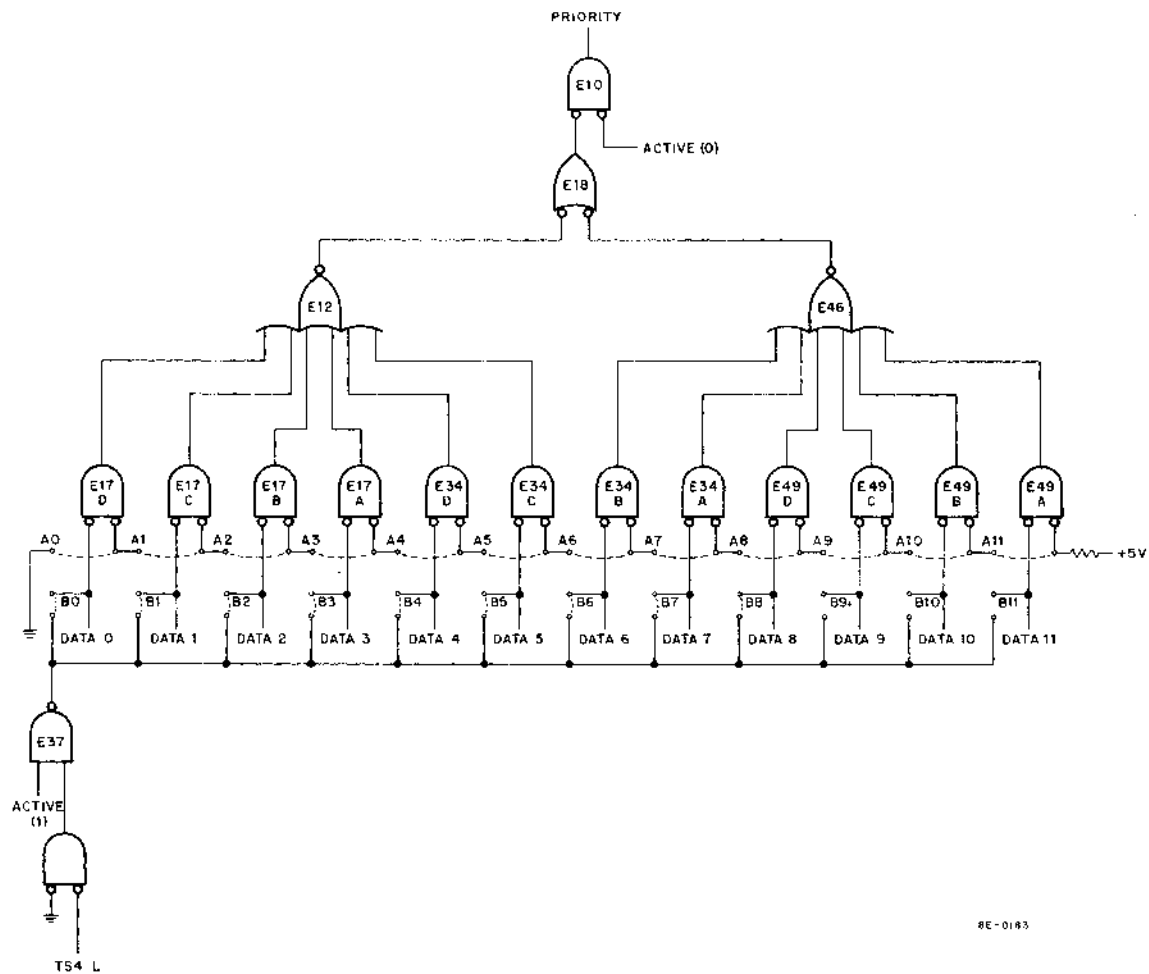 PRIORITY
E10
ACTIVE (0)
E18
E12
E46
E17 D
E17 C
E17 B
E17 A
E34 D
E34 C
E34 B
E34 A
E49 D
E49 C
E49 B
E49 A
A0 A1 A2 A3 A4 A5 A6 A7 A8 A9 A10 A11 +5V
B0 B1 B2 B3 B4 B5 B6 B7 B8 B9 B10 B11
DATA 0 DATA 1 DATA 2 DATA 3 DATA 4 DATA 5 DATA 6 DATA 7 DATA 8 DATA 9 DATA 10 DATA 11
E37
ACTIVE
(1)
TS4 L
8E-0183